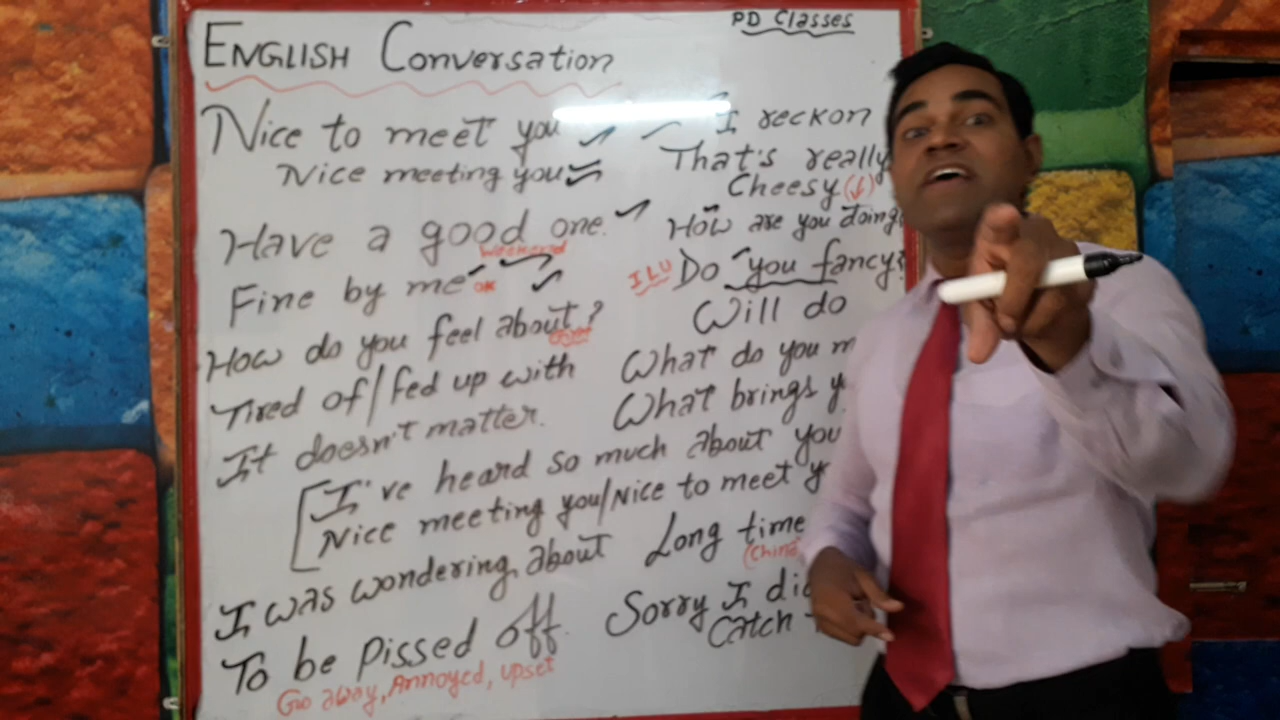 PD Classes
ENGLISH Conversation
Nice to meet you
Nice meeting you
Have a good one.
weekend
Fine by me
OK
How do you feel about?
Tired of/fed up with
It doesn't matter.
I've heard so much about you
Nice meeting you/Nice to meet y
I was wondering about
To be pissed off
Go away, Annoyed, upset
I reckon
That's really
Cheesy
How are you doing
ILU Do you fancy?
Will do
What do you m
What brings y
Long time
(China
Sorry I did
Catch